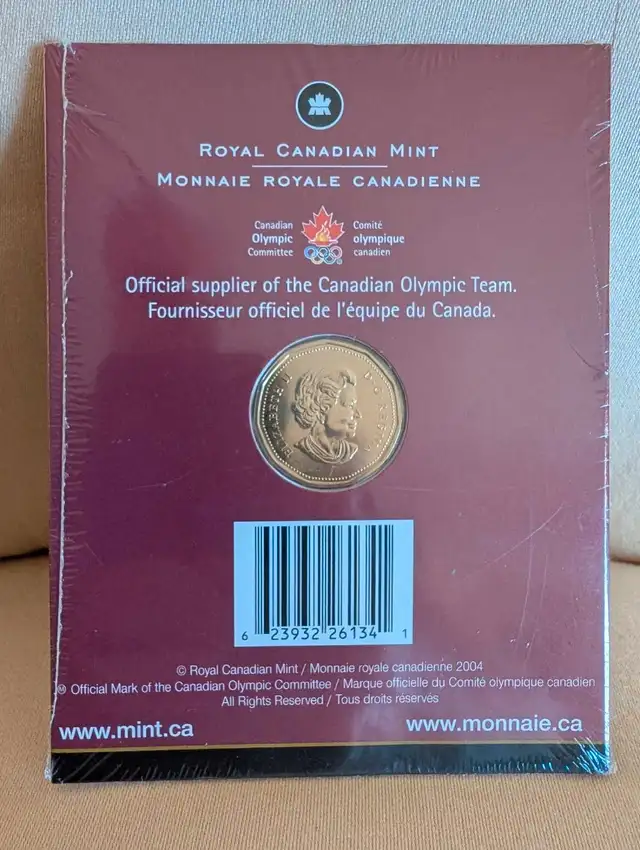 ROYAL CANADIAN MINT
MONNAIE ROYALE CANADIENNE
Canadian Olympic Committee
Comité olympique canadien
Official supplier of the Canadian Olympic Team.
Fournisseur officiel de l'équipe du Canada.
ELIZABETH II D·G·REGINA
6 23932 26134 1
© Royal Canadian Mint / Monnaie royale canadienne 2004
Ⓜ Official Mark of the Canadian Olympic Committee / Marque officielle du Comité olympique canadien
All Rights Reserved / Tous droits réservés
www.mint.ca
www.monnaie.ca